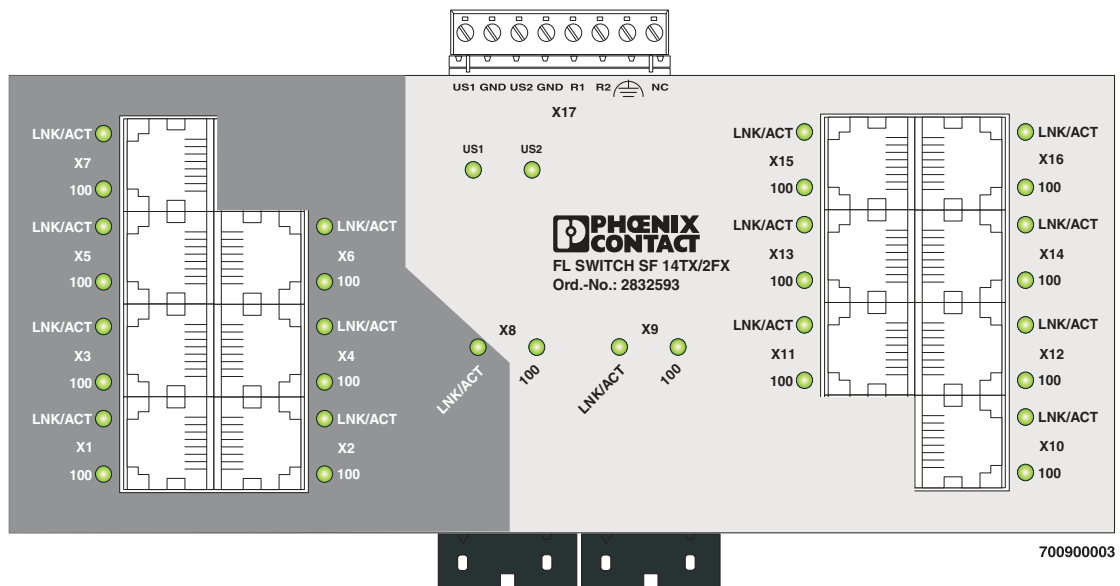 US1 GND US2 GND R1 R2 NC
X17
US1 US2
PHŒNIX
CONTACT
FL SWITCH SF 14TX/2FX
Ord.-No.: 2832593
LNK/ACT
X7
100
LNK/ACT
X5
100
LNK/ACT
X6
100
LNK/ACT
X3
100
LNK/ACT
X4
100
LNK/ACT
X1
100
LNK/ACT
X2
100
X8
LNK/ACT
100
X9
LNK/ACT
100
LNK/ACT
X15
100
LNK/ACT
X16
100
LNK/ACT
X13
100
LNK/ACT
X14
100
LNK/ACT
X11
100
LNK/ACT
X12
100
LNK/ACT
X10
100
700900003